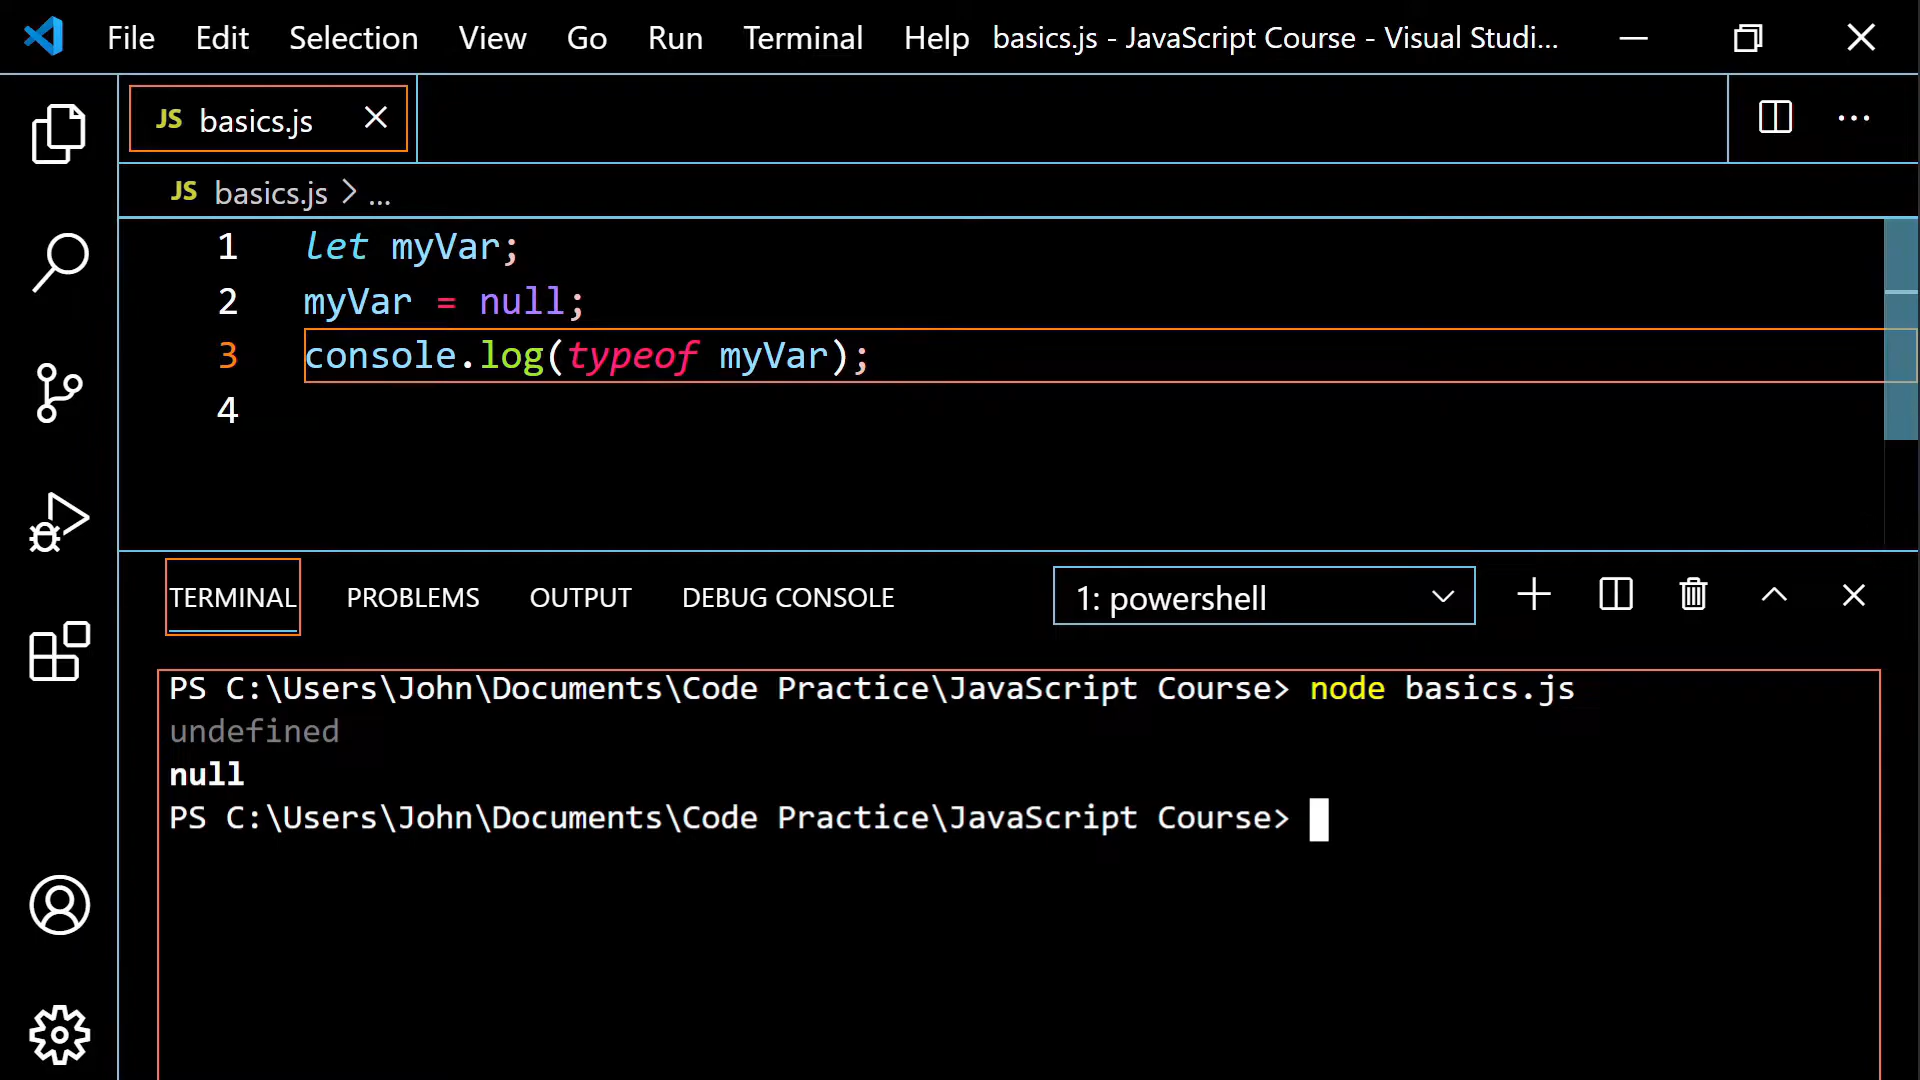 File Edit Selection View Go Run Terminal Help basics.js - JavaScript Course - Visual Studi...
JS basics.js
JS basics.js > ...
1 let myVar;
2 myVar = null;
3 console.log(typeof myVar);
4
TERMINAL PROBLEMS OUTPUT DEBUG CONSOLE 1: powershell
PS C:\Users\John\Documents\Code Practice\JavaScript Course> node basics.js
undefined
null
PS C:\Users\John\Documents\Code Practice\JavaScript Course>